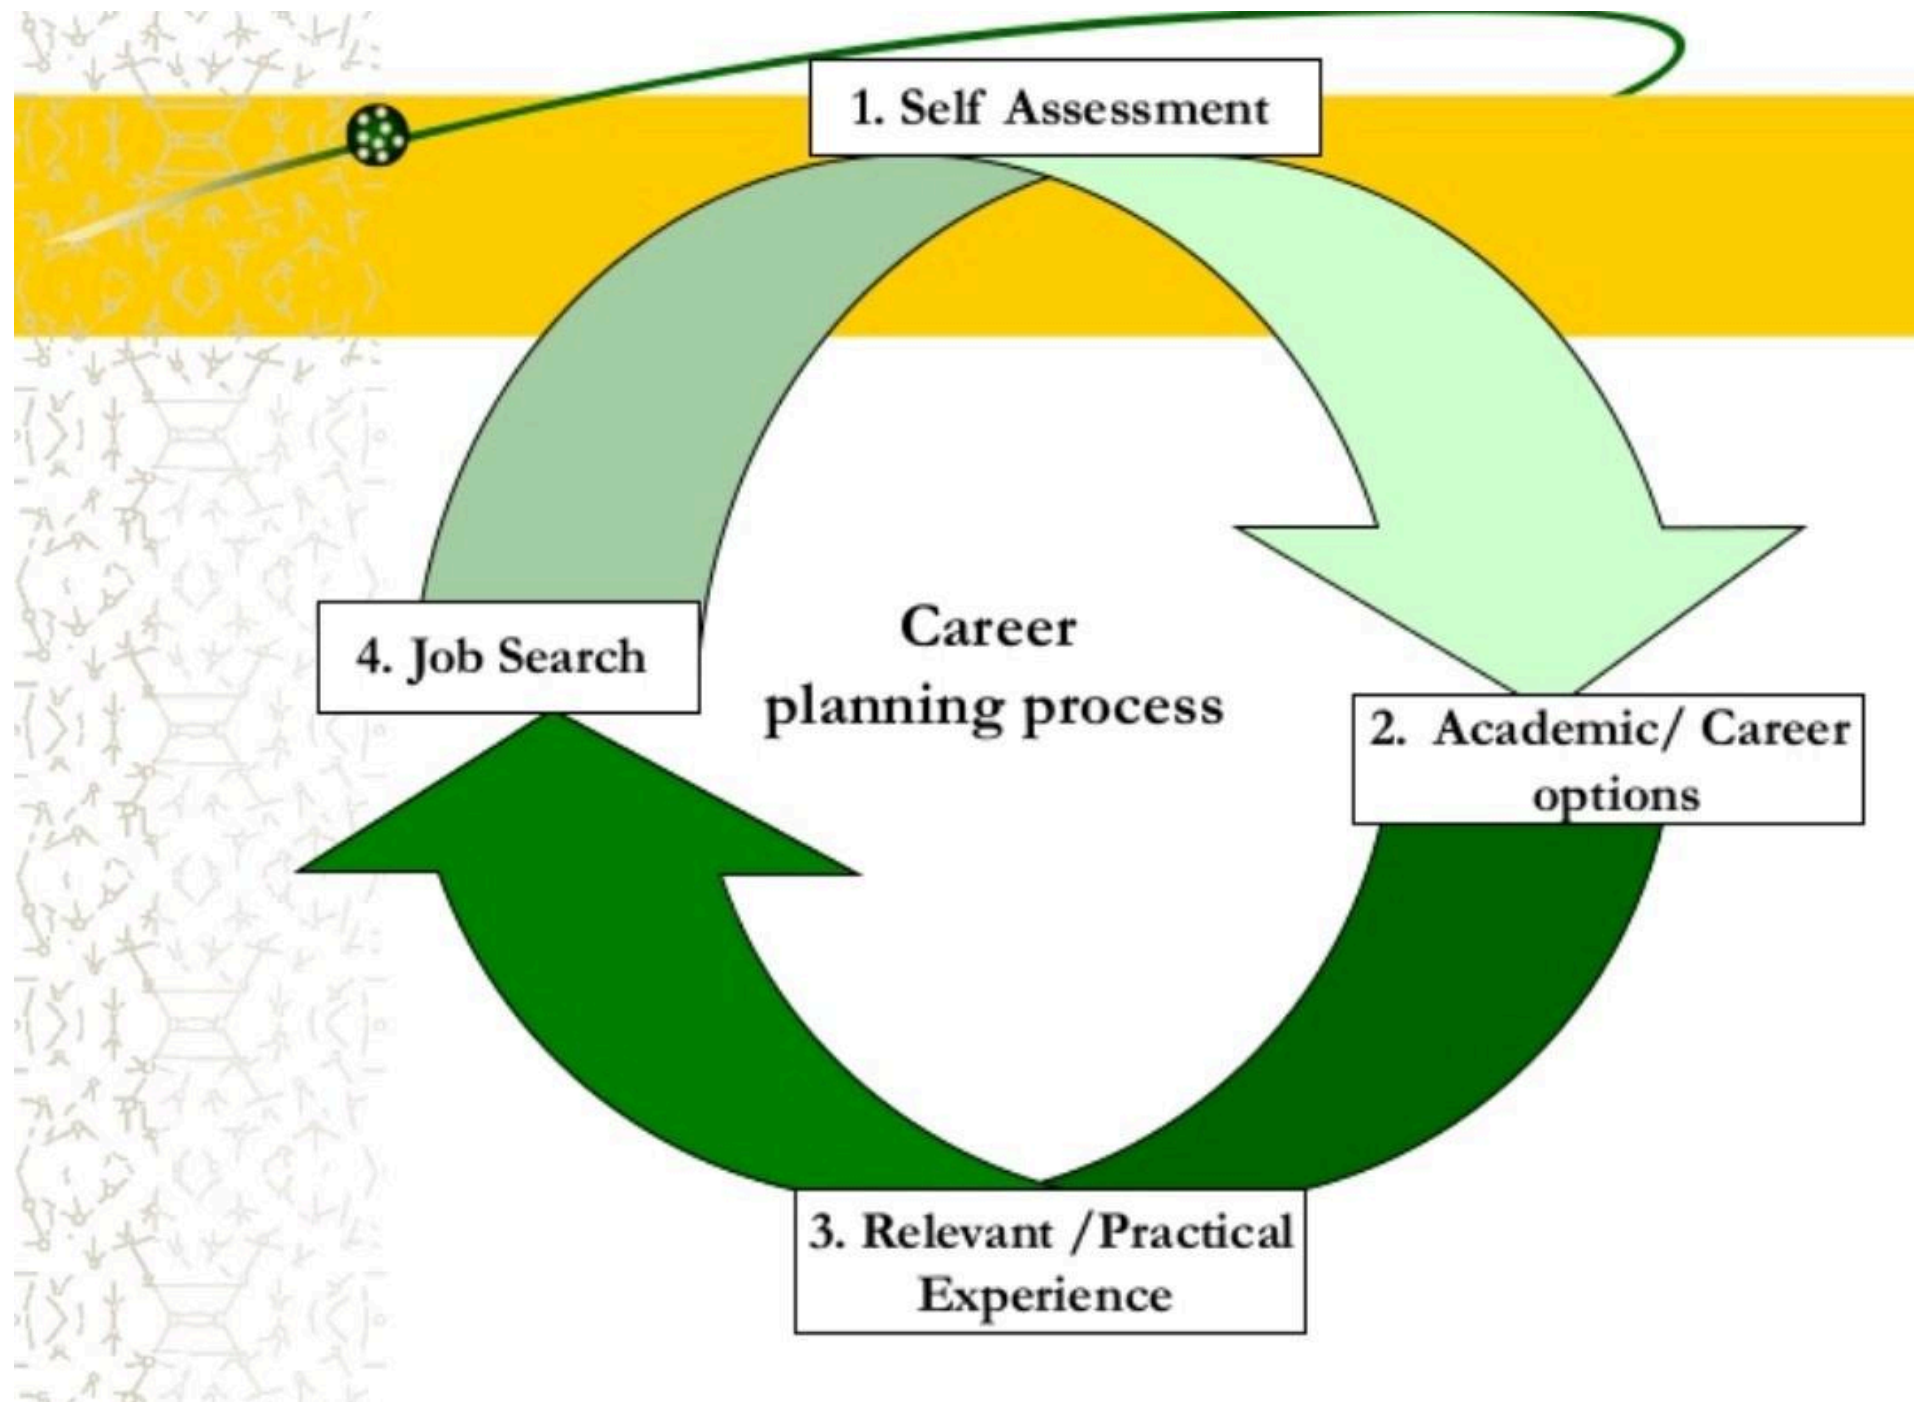 1. Self Assessment
Career
planning process
2. Academic/ Career
options
3. Relevant /Practical
Experience
4. Job Search